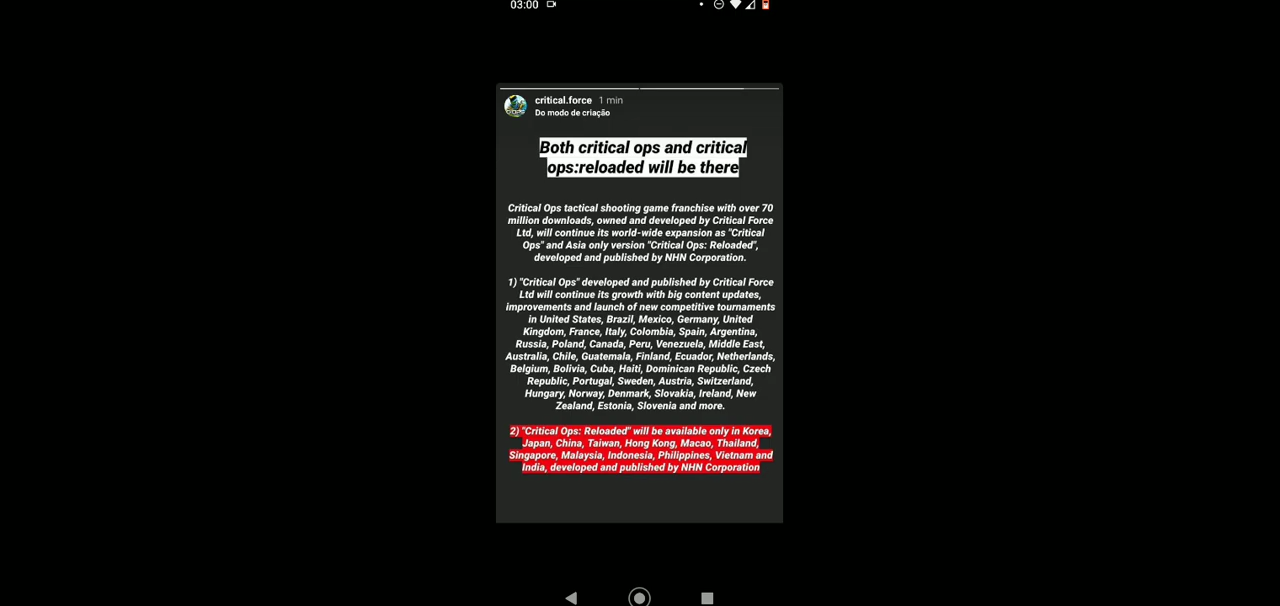 03:00
critical.force 1 min
Do modo de criação
Both critical ops and critical
ops:reloaded will be there
Critical Ops tactical shooting game franchise with over 70
million downloads, owned and developed by Critical Force
Ltd, will continue its world-wide expansion as "Critical
Ops" and Asia only version "Critical Ops: Reloaded",
developed and published by NHN Corporation.
1) "Critical Ops" developed and published by Critical Force
Ltd will continue its growth with big content updates,
improvements and launch of new competitive tournaments
in United States, Brazil, Mexico, Germany, United
Kingdom, France, Italy, Colombia, Spain, Argentina,
Russia, Poland, Canada, Peru, Venezuela, Middle East,
Australia, Chile, Guatemala, Finland, Ecuador, Netherlands,
Belgium, Bolivia, Cuba, Haiti, Dominican Republic, Czech
Republic, Portugal, Sweden, Austria, Switzerland,
Hungary, Norway, Denmark, Slovakia, Ireland, New
Zealand, Estonia, Slovenia and more.
2) "Critical Ops: Reloaded" will be available only in Korea,
Japan, China, Taiwan, Hong Kong, Macao, Thailand,
Singapore, Malaysia, Indonesia, Philippines, Vietnam and
India, developed and published by NHN Corporation